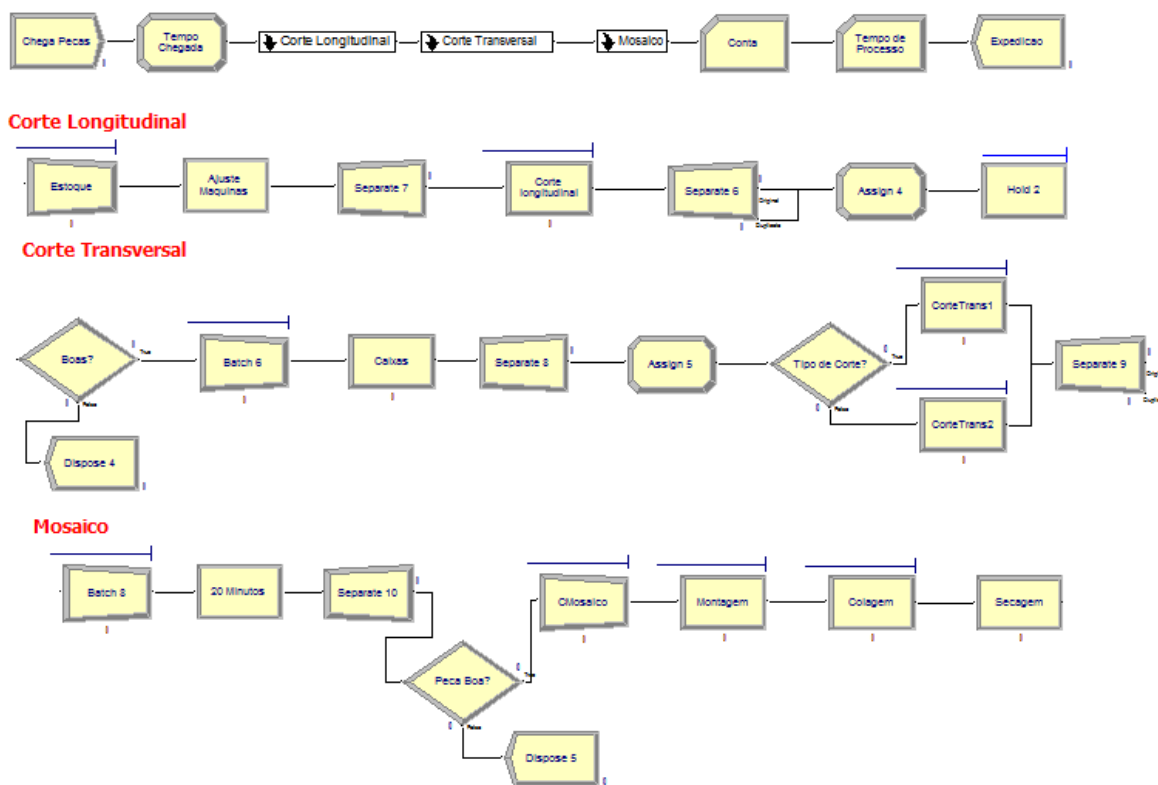 Chega Pecas
Tempo
Chegada
Corte Longitudinal
Corte Transversal
Mosaico
Conta
Tempo de
Processo
Expedicao
Corte Longitudinal
Estoque
Ajuste
Maquinas
Separate 7
Corte
longitudinal
Separate 6
Original
Duplicate
Assign 4
Hold 2
Corte Transversal
Boas?
True
False
Dispose 4
Batch 6
Caixas
Separate 8
Assign 5
Tipo de Corte?
True
False
CorteTrans1
CorteTrans2
Separate 9
Origi
Duplic
Mosaico
Batch 8
20 Minutos
Separate 10
Peca Boa?
True
False
Dispose 5
CMosaico
Montagem
Colagem
Secagem